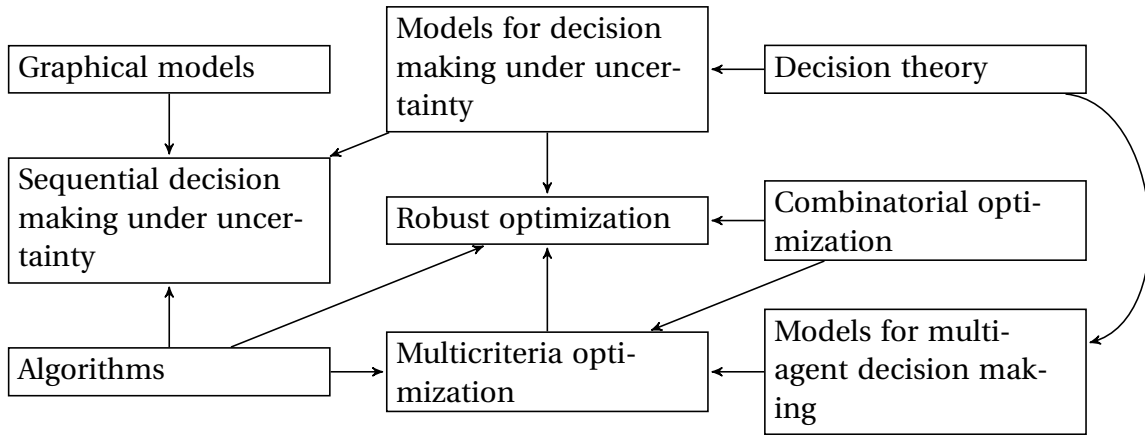 Graphical models
Models for decision
making under uncer-
tainty
Decision theory
Sequential decision
making under uncer-
tainty
Robust optimization
Combinatorial opti-
mization
Algorithms
Multicriteria opti-
mization
Models for multi-
agent decision mak-
ing